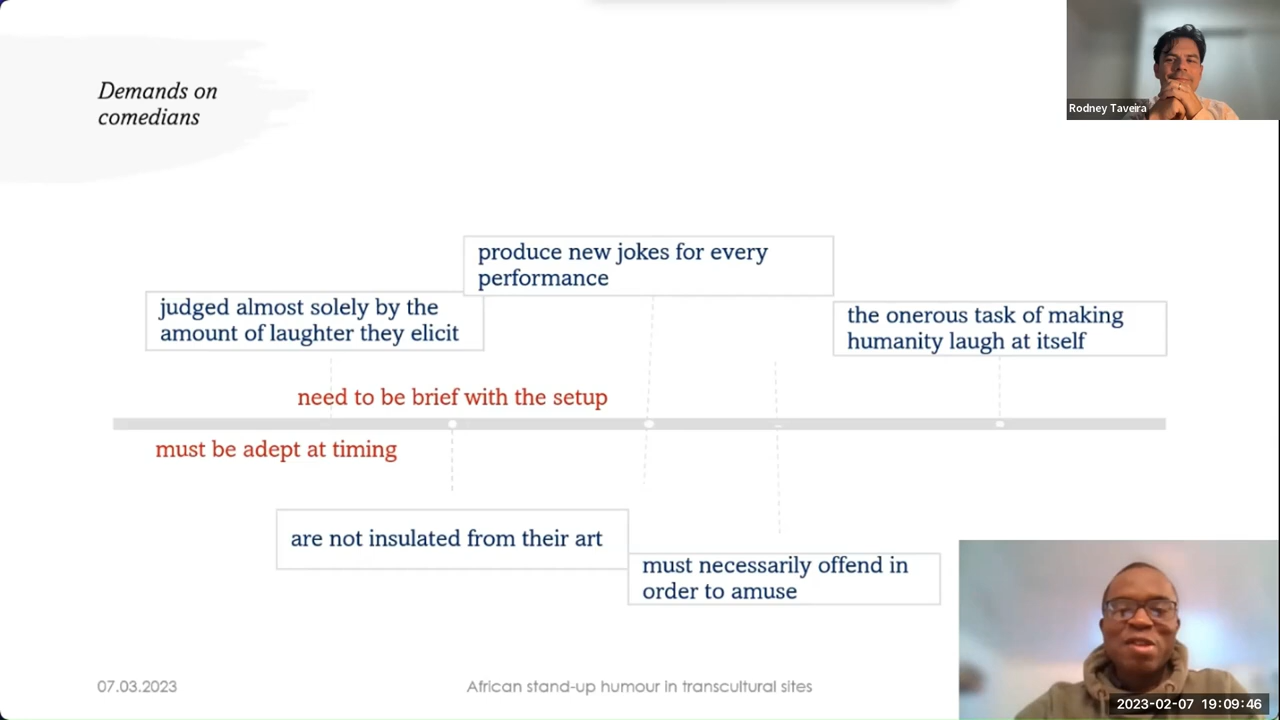 Demands on
comedians
Rodney Taveira
produce new jokes for every
performance
judged almost solely by the
amount of laughter they elicit
the onerous task of making
humanity laugh at itself
need to be brief with the setup
must be adept at timing
are not insulated from their art
must necessarily offend in
order to amuse
07.03.2023
African stand-up humour in transcultural sites
2023-02-07 19:09:46